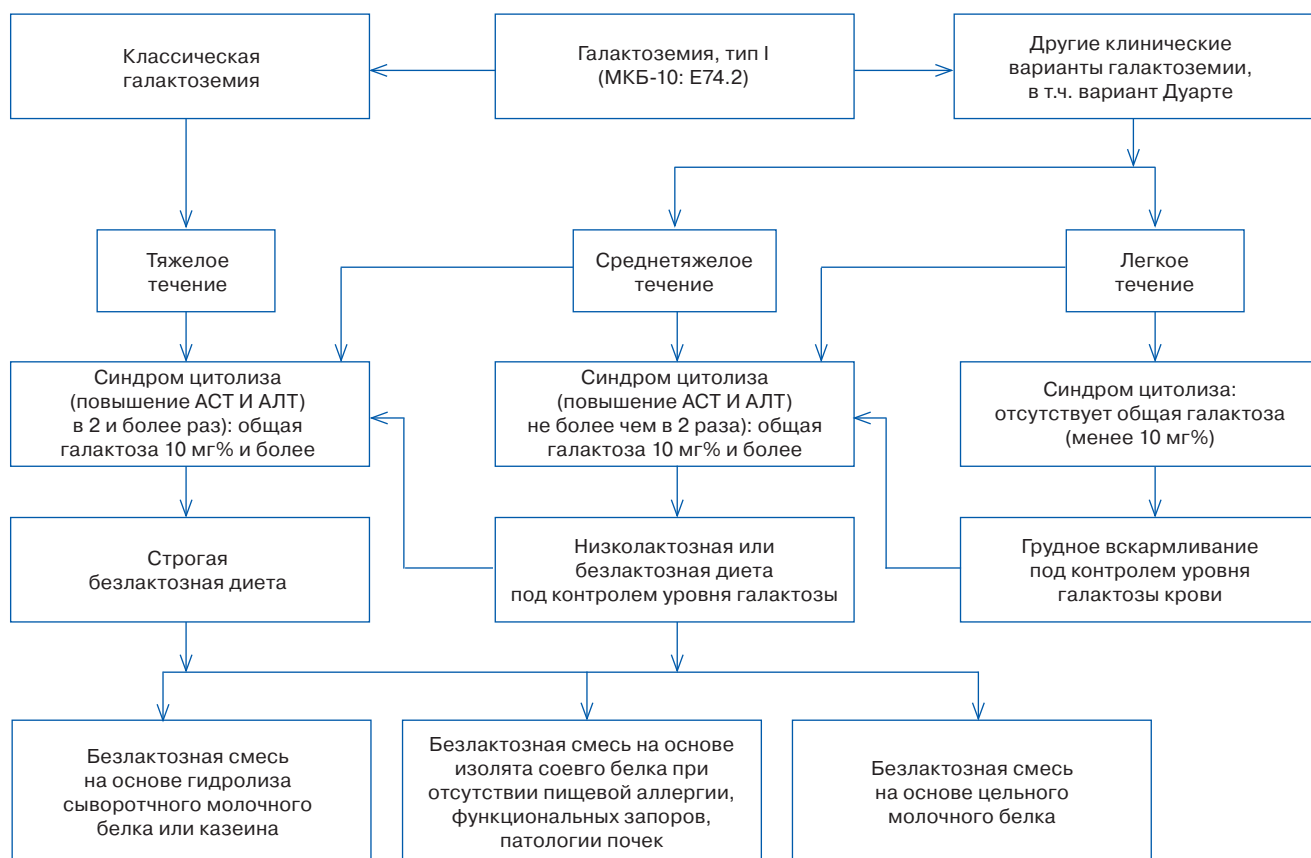 Классическая
галактоземия
Галактоземия, тип I
(МКБ-10: E74.2)
Другие клинические
варианты галактоземии,
в т.ч. вариант Дуарте
Тяжелое
течение
Среднетяжелое
течение
Легкое
течение
Синдром цитолиза
(повышение АСТ И АЛТ)
в 2 и более раз): общая
галактоза 10 мг% и более
Синдром цитолиза
(повышение АСТ И АЛТ)
не более чем в 2 раза): общая
галактоза 10 мг% и более
Синдром цитолиза:
отсутствует общая галактоза
(менее 10 мг%)
Строгая
безлактозная диета
Низколактозная или
безлактозная диета
под контролем уровня галактозы
Грудное вскармливание
под контролем уровня
галактозы крови
Безлактозная смесь
на основе гидролиза
сыворотчного молочного
белка или казеина
Безлактозная смесь на основе
изолята соевго белка при
отсутствии пищевой аллергии,
функциональных запоров,
патологии почек
Безлактозная смесь
на основе цельного
молочного белка